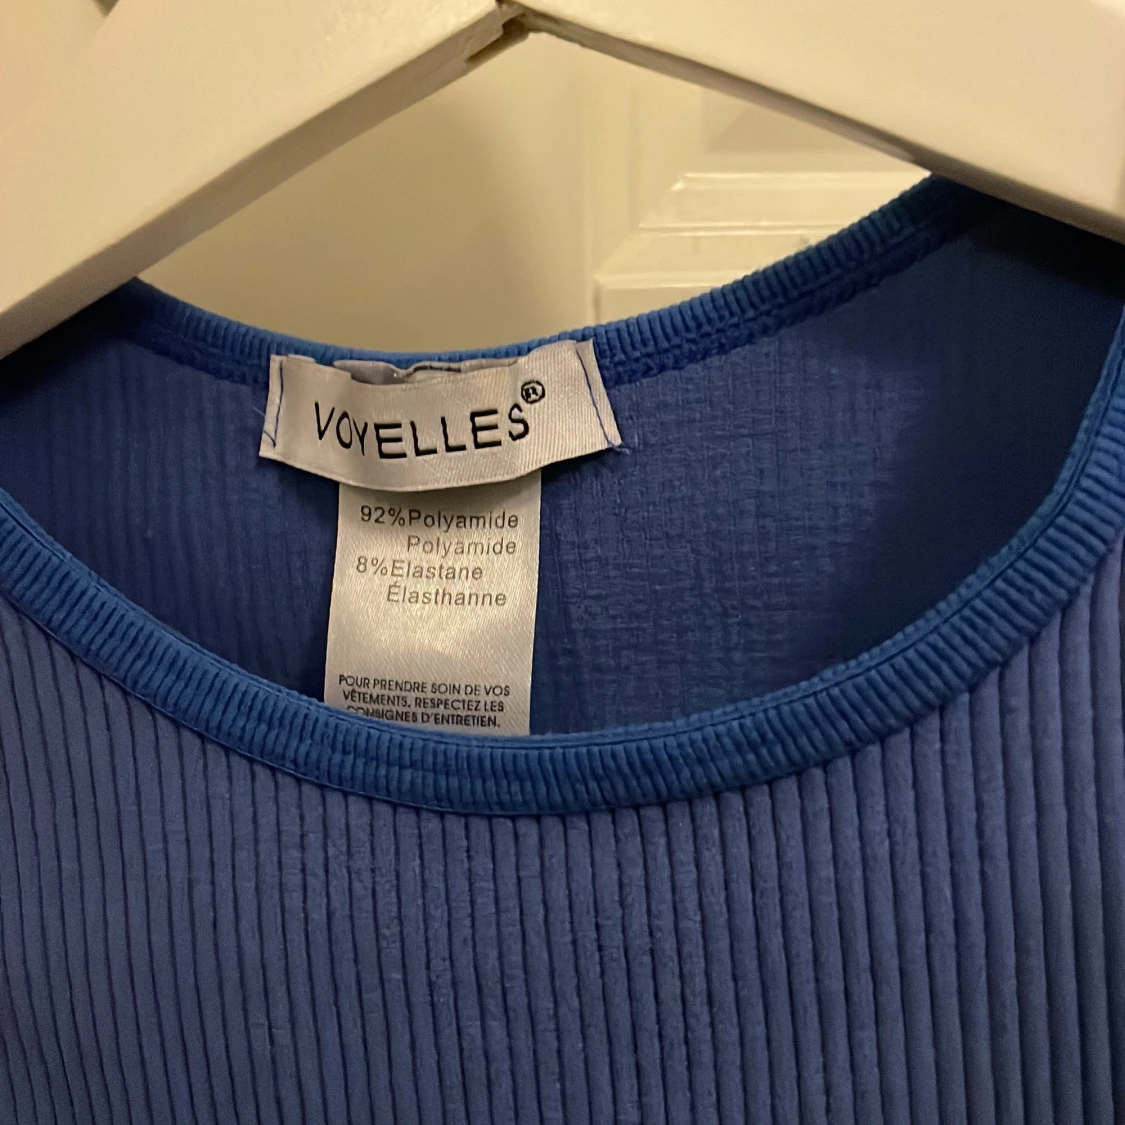 VOYELLES®
92%Polyamide
Polyamide
8%Elastane
Élasthanne
POUR PRENDRE SOIN DE VOS
VÊTEMENTS, RESPECTEZ LES
CONSIGNES D'ENTRETIEN.